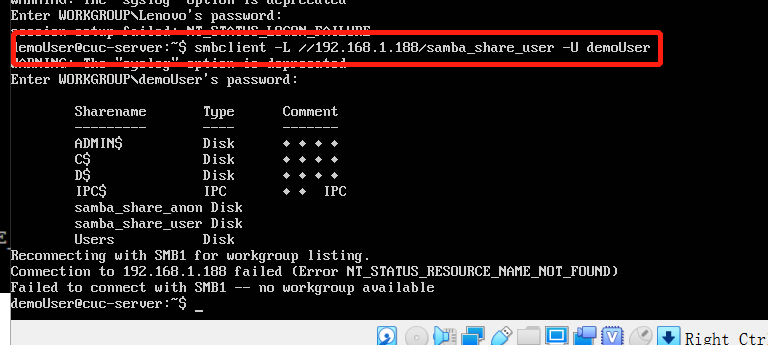 WARNING: The "syslog" option is deprecated
Enter WORKGROUP\Lenovo's password:
session setup failed: NT_STATUS_LOGON_FAILURE
demoUser@cuc-server:~$ smbclient -L //192.168.1.188/samba_share_user -U demoUser
WARNING: The "syslog" option is deprecated
Enter WORKGROUP\demoUser's password:
Sharename Type Comment
--------- ---- -------
ADMIN$ Disk ◆ ◆ ◆ ◆
C$ Disk ◆ ◆ ◆ ◆
D$ Disk ◆ ◆ ◆ ◆
IPC$ IPC ◆ ◆ IPC
samba_share_anon Disk
samba_share_user Disk
Users Disk
Reconnecting with SMB1 for workgroup listing.
Connection to 192.168.1.188 failed (Error NT_STATUS_RESOURCE_NAME_NOT_FOUND)
Failed to connect with SMB1 -- no workgroup available
demoUser@cuc-server:~$ _
Right Ctr